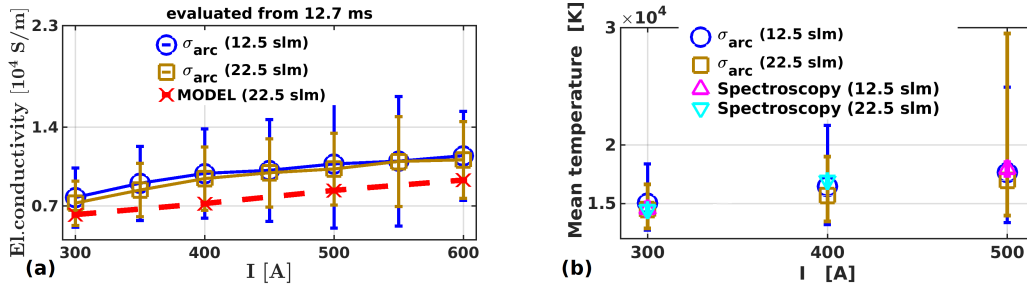 evaluated from 12.7 ms
El.conductivity [10⁴ S/m]
2.3
1.4
0.7
σarc (12.5 slm)
σarc (22.5 slm)
MODEL (22.5 slm)
300 400 500 600
I [A]
(a)
Mean temperature [K]
×10⁴
3
2
1.5
σarc (12.5 slm)
σarc (22.5 slm)
Spectroscopy (12.5 slm)
Spectroscopy (22.5 slm)
300 400 500
I [A]
(b)